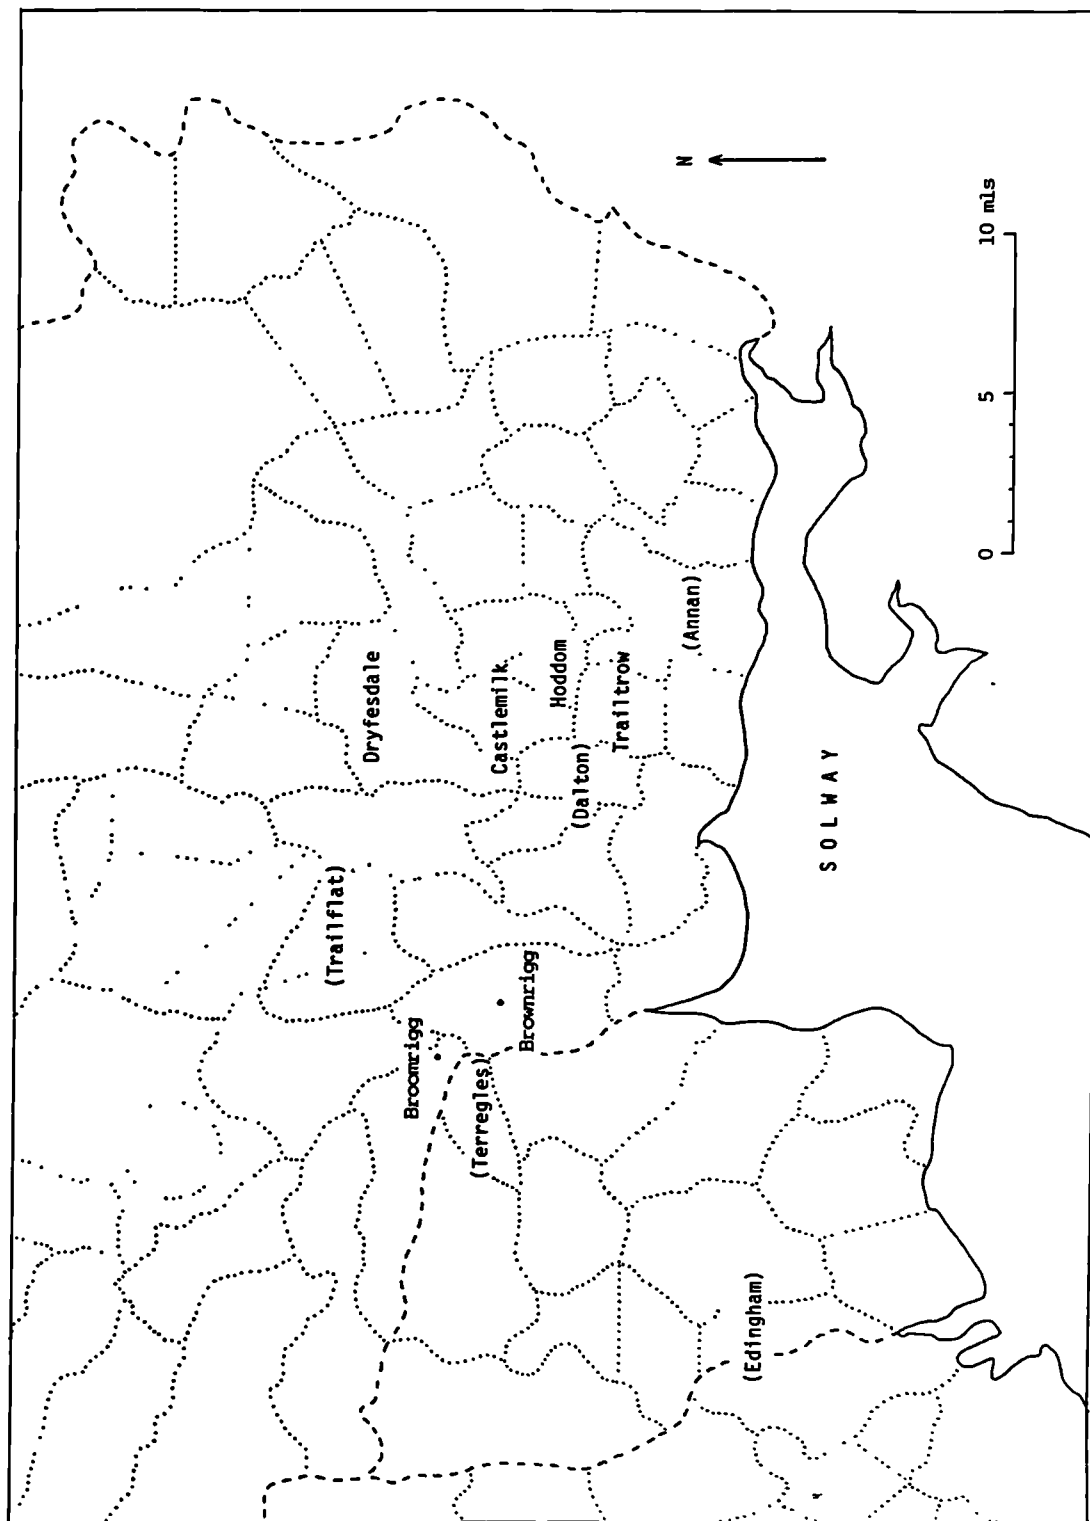 Dryfesdale
(Trailflat)
Castlemilk
Broomrigg
Hoddom
(Dalton)
Brownrigg
(Terregles)
Trailtrow
(Annan)
(Edingham)
SOLWAY
N
0 5 10 mls